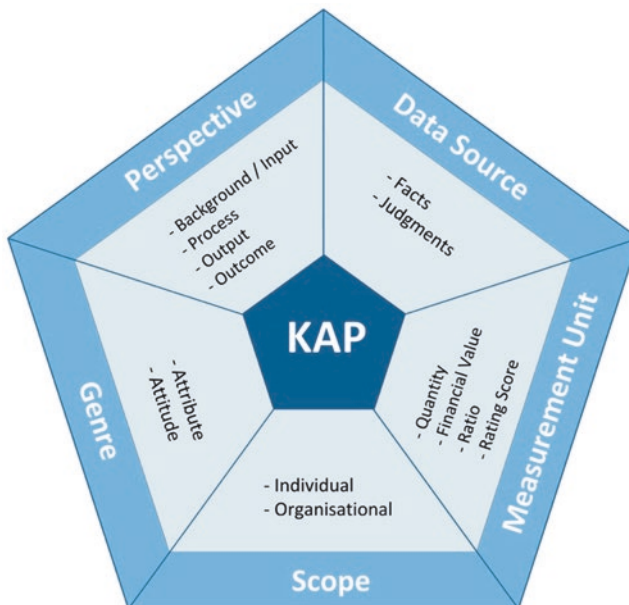 Perspective
- Background / Input
- Process
- Output
- Outcome
Data Source
- Facts
- Judgments
KAP
Genre
- Attribute
- Attitude
Measurement Unit
- Quantity
- Financial Value
- Ratio
- Rating Score
- Individual
- Organisational
Scope